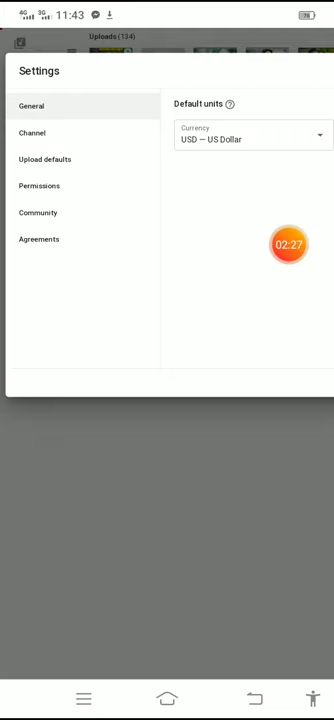 4G 3G 11:43 76
Uploads (134)
Settings
General
Channel
Upload defaults
Permissions
Community
Agreements
Default units ?
Currency
USD — US Dollar
02:27